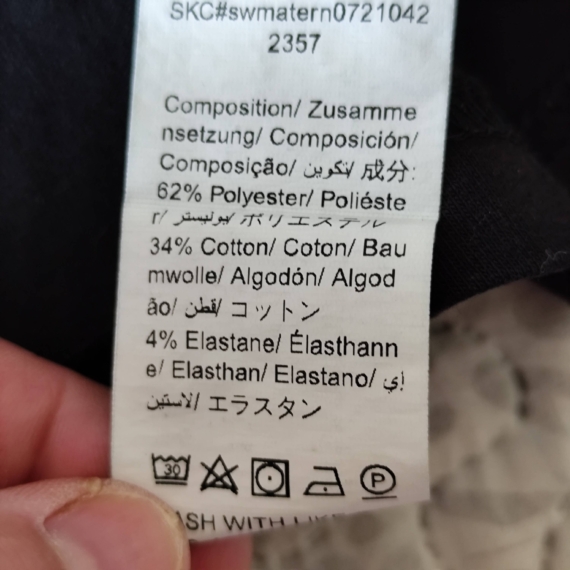 SKC#swmatern0721042
2357
Composition/ Zusamme
nsetzung/ Composición/
Composição/ تكوين/ 成分:
62% Polyester/ Poliéste
r/ بوليستر/ ポリエステル
34% Cotton/ Coton/ Bau
mwolle/ Algodón/ Algod
ão/ قطن/ コットン
4% Elastane/ Élasthann
e/ Elasthan/ Elastano/ إي
لاستين/ エラスタン
30
P
WITH